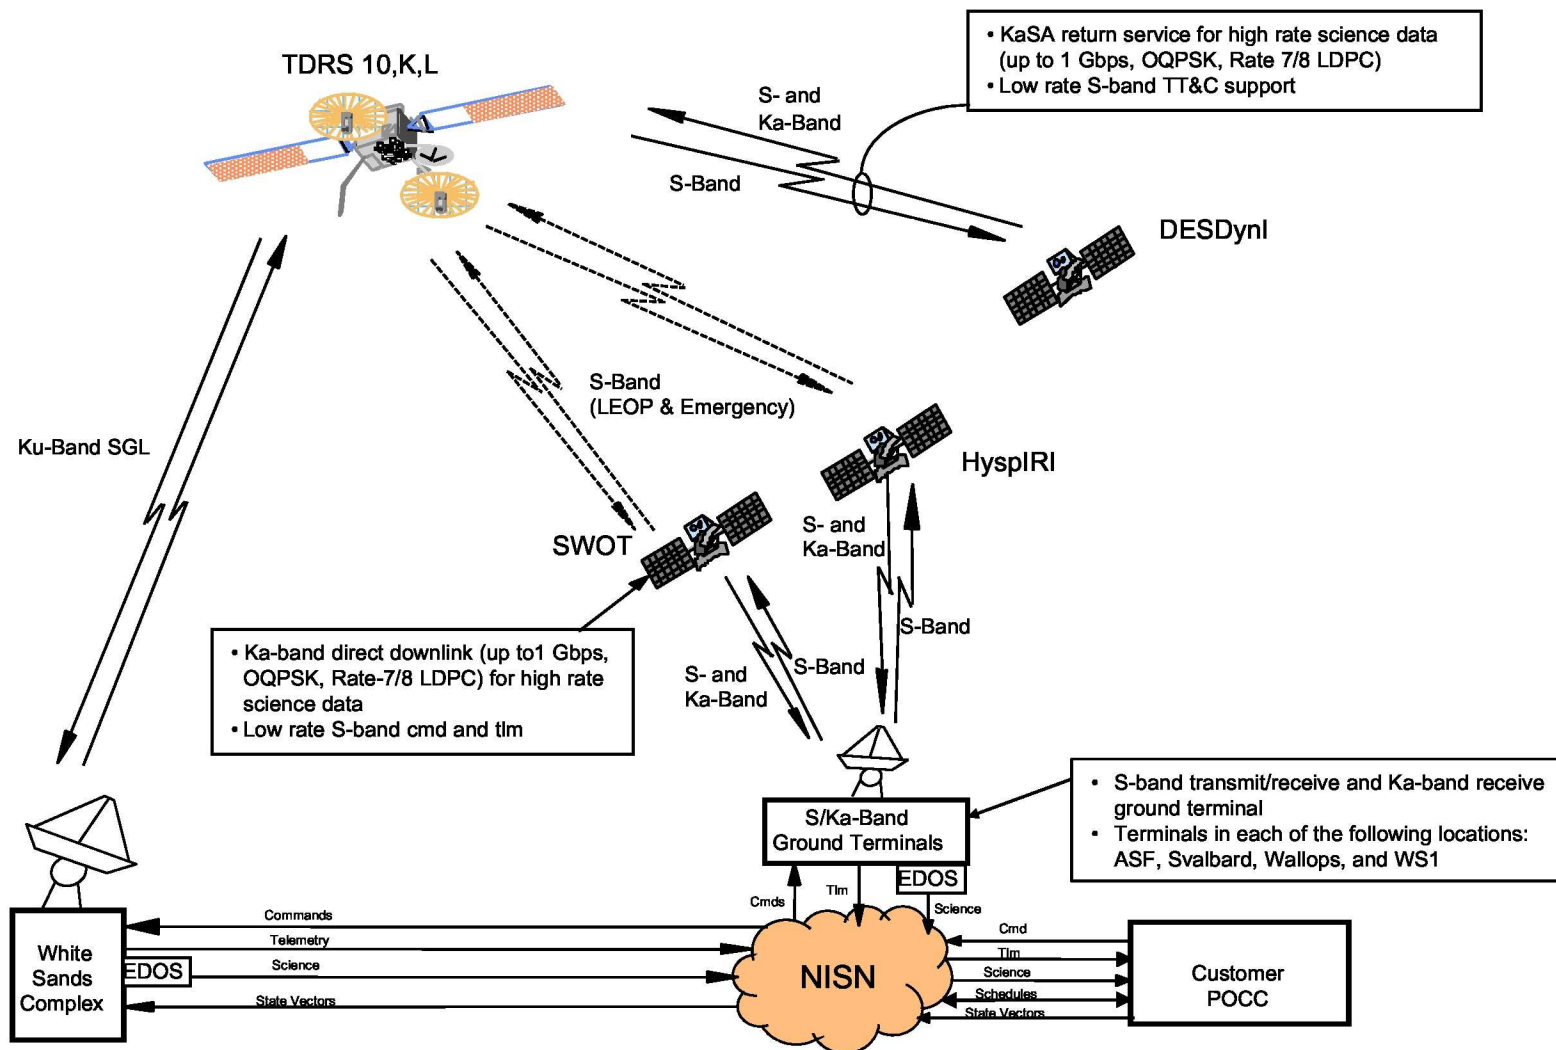 TDRS 10,K,L
• KaSA return service for high rate science data
(up to 1 Gbps, OQPSK, Rate 7/8 LDPC)
• Low rate S-band TT&C support
S- and
Ka-Band
S-Band
DESDynI
S-Band
(LEOP & Emergency)
Ku-Band SGL
HyspIRI
SWOT
S- and
Ka-Band
S-Band
• Ka-band direct downlink (up to1 Gbps,
OQPSK, Rate-7/8 LDPC) for high rate
science data
• Low rate S-band cmd and tlm
S- and
Ka-Band
S-Band
• S-band transmit/receive and Ka-band receive
ground terminal
• Terminals in each of the following locations:
ASF, Svalbard, Wallops, and WS1
S/Ka-Band
Ground Terminals
EDOS
Cmds
Tlm
Science
White
Sands
Complex
EDOS
Commands
Telemetry
Science
State Vectors
NISN
Cmd
Tlm
Science
Schedules
State Vectors
Customer
POCC